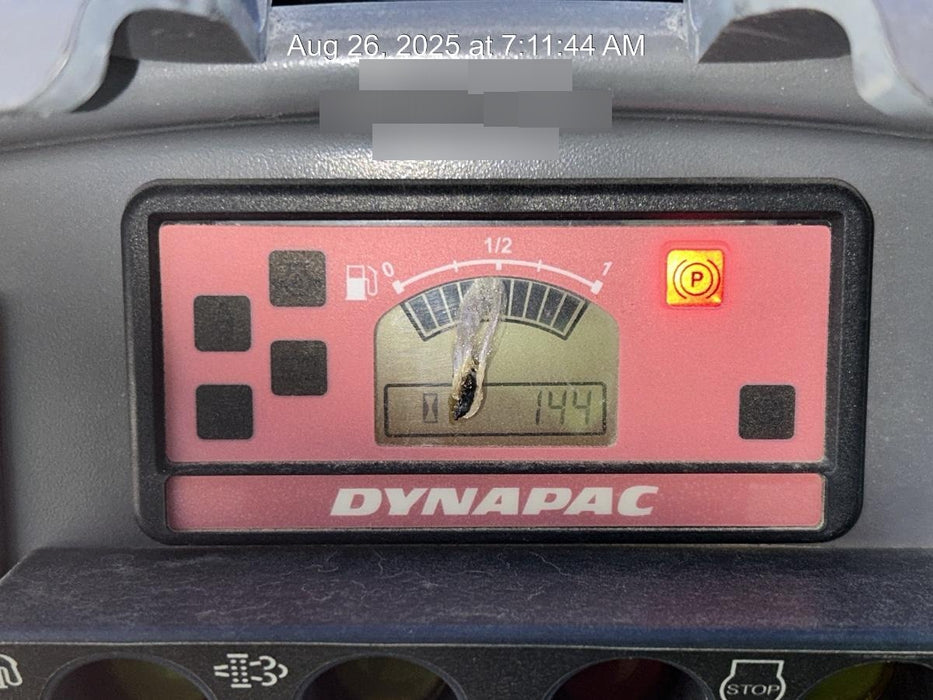 Aug 26, 2025 at 7:11:44 AM
1/2
0 1
P
144
DYNAPAC
STOP